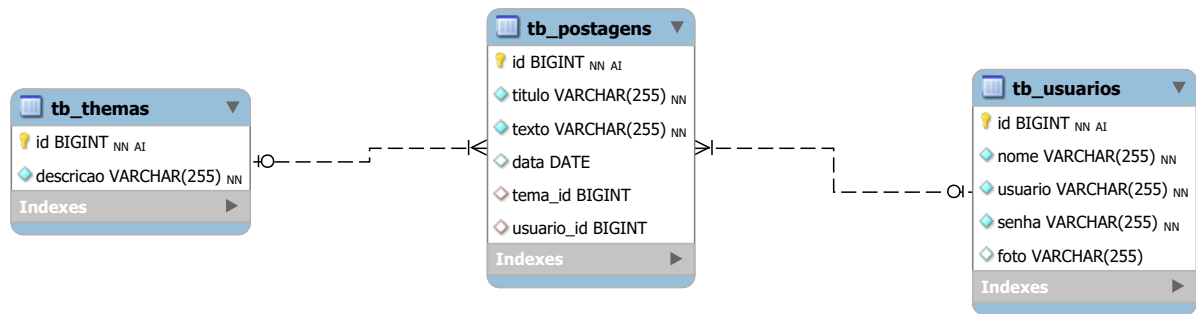 tb_themas
id BIGINT NN AI
descricao VARCHAR(255) NN
Indexes
tb_postagens
id BIGINT NN AI
titulo VARCHAR(255) NN
texto VARCHAR(255) NN
data DATE
tema_id BIGINT
usuario_id BIGINT
Indexes
tb_usuarios
id BIGINT NN AI
nome VARCHAR(255) NN
usuario VARCHAR(255) NN
senha VARCHAR(255) NN
foto VARCHAR(255)
Indexes